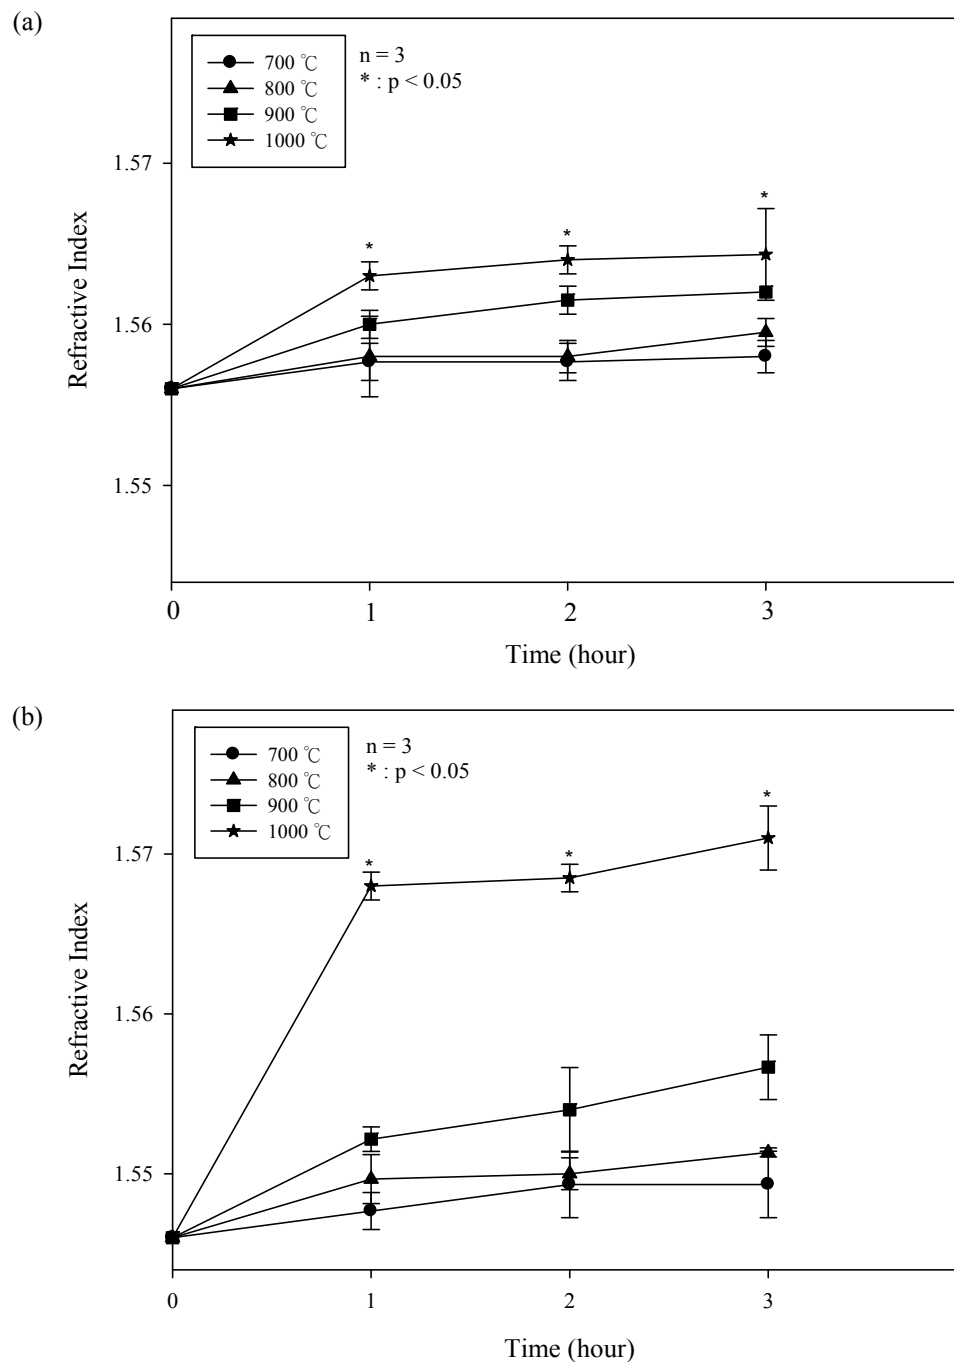 (a)
700 ℃
800 ℃
900 ℃
1000 ℃
n = 3
* : p < 0.05
1.57
1.56
1.55
Refractive Index
*
*
*
0
1
2
3
Time (hour)
(b)
700 ℃
800 ℃
900 ℃
1000 ℃
n = 3
* : p < 0.05
1.57
1.56
1.55
Refractive Index
*
*
*
0
1
2
3
Time (hour)